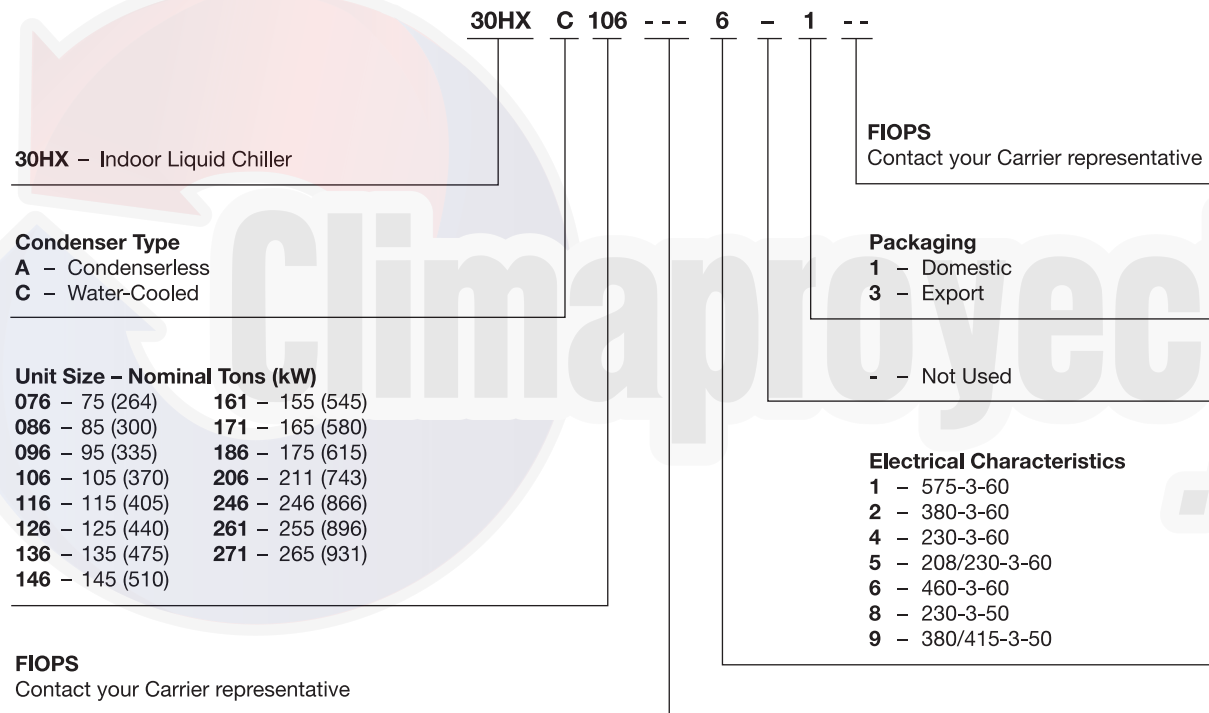 30HX C 106 - - - 6 - 1 - -
30HX – Indoor Liquid Chiller
Condenser Type
A – Condenserless
C – Water-Cooled
Unit Size – Nominal Tons (kW)
076 – 75 (264) 161 – 155 (545)
086 – 85 (300) 171 – 165 (580)
096 – 95 (335) 186 – 175 (615)
106 – 105 (370) 206 – 211 (743)
116 – 115 (405) 246 – 246 (866)
126 – 125 (440) 261 – 255 (896)
136 – 135 (475) 271 – 265 (931)
146 – 145 (510)
FIOPS
Contact your Carrier representative
FIOPS
Contact your Carrier representative
Packaging
1 – Domestic
3 – Export
- – Not Used
Electrical Characteristics
1 – 575-3-60
2 – 380-3-60
4 – 230-3-60
5 – 208/230-3-60
6 – 460-3-60
8 – 230-3-50
9 – 380/415-3-50
Climaproyec